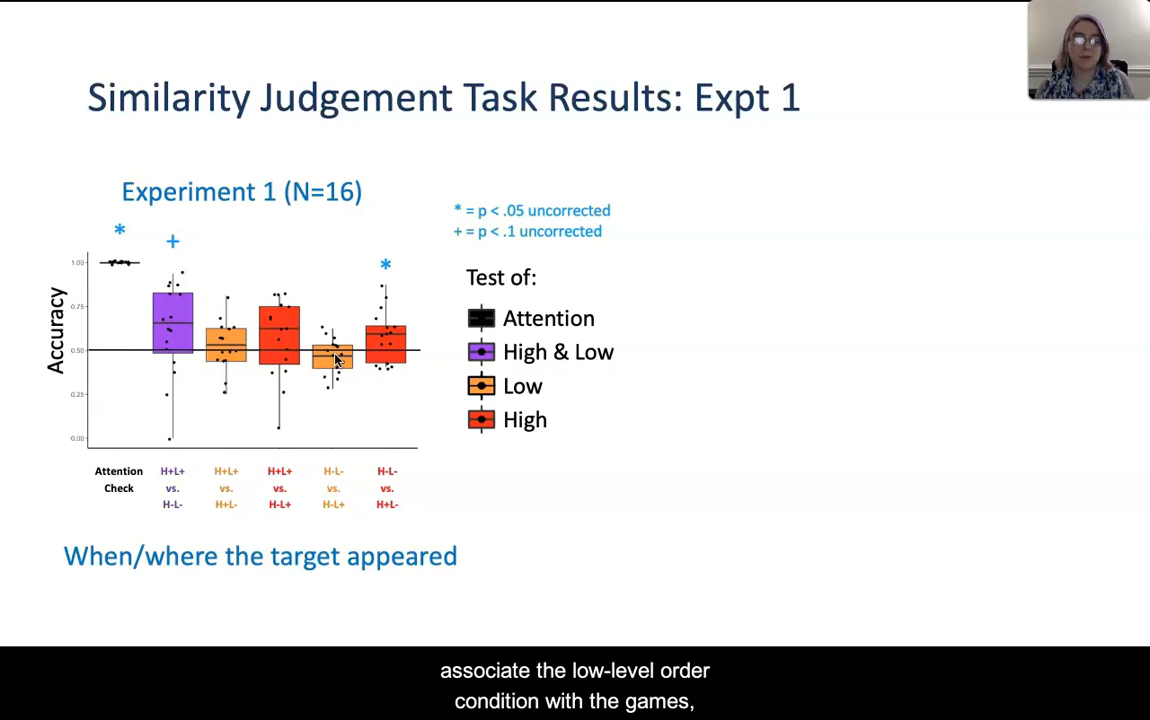 Similarity Judgement Task Results: Expt 1
Experiment 1 (N=16)
* = p < .05 uncorrected
+ = p < .1 uncorrected
*
+
*
Accuracy
1.00
0.75
0.50
0.25
0.00
Test of:
Attention
High & Low
Low
High
Attention H+L+ H+L+ H+L+ H-L- H-L-
Check vs. vs. vs. vs. vs.
H-L- H+L- H-L+ H-L+ H+L-
When/where the target appeared
associate the low-level order
condition with the games,